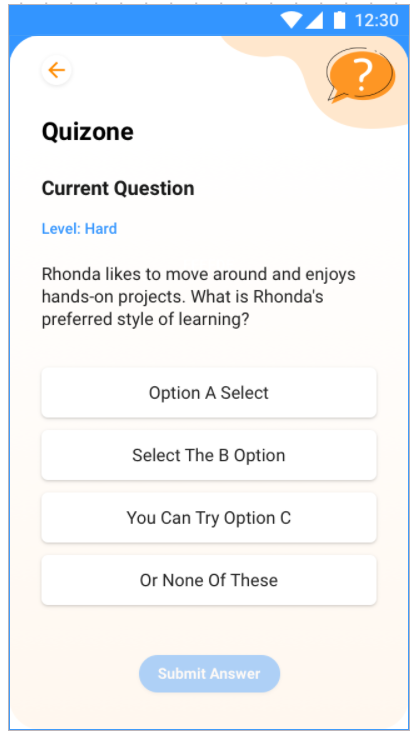 12:30
?
Quizone
Current Question
Level: Hard
Rhonda likes to move around and enjoys
hands-on projects. What is Rhonda's
preferred style of learning?
Option A Select
Select The B Option
You Can Try Option C
Or None Of These
Submit Answer